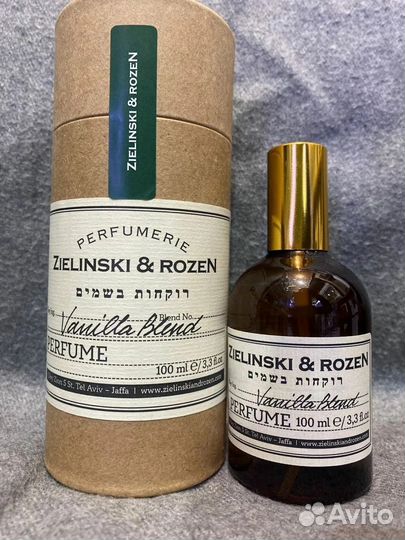 ZIELINSKI & ROZEN
PERFUMERIE
ZIELINSKI & ROZEN
רוקחות בשמים
Blend No.
Vanilla Blend
PERFUME
100 ml e/3,3 fl.oz
5 St. Tel Aviv – Jaffa | www.zielinskiandrozen.com
ZIELINSKI & ROZEN
רוקחות בשמים
Vanilla Blend
PERFUME 100 ml e/3,3 fl.oz
Tel Aviv – Jaffa | www.zielinskiandrozen.com
Avito